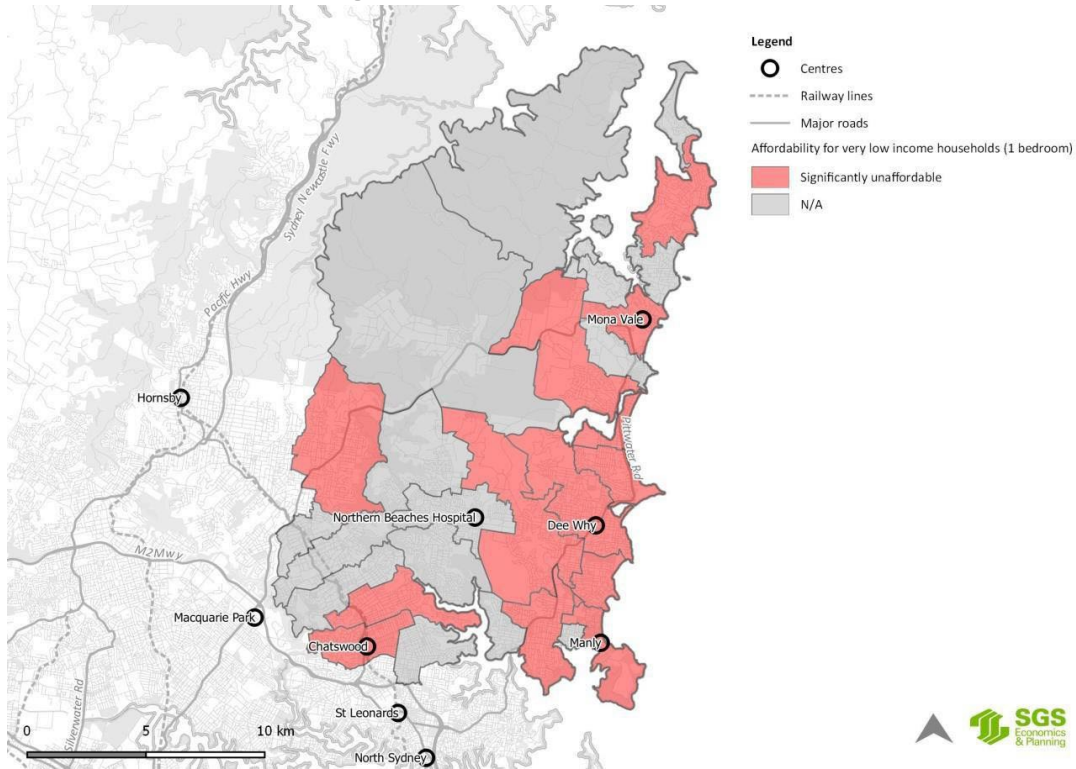 Legend
Centres
Railway lines
Major roads
Affordability for very low income households (1 bedroom)
Significantly unaffordable
N/A
Sydney Newcastle Fwy
Pacific Hwy
Mona Vale
Hornsby
Pittwater Rd
Northern Beaches Hospital
Dee Why
M2Mwy
Macquarie Park
Chatswood
Manly
St Leonards
Silverwater Rd
0 5 10 km
North Sydney
SGS
Economics
& Planning